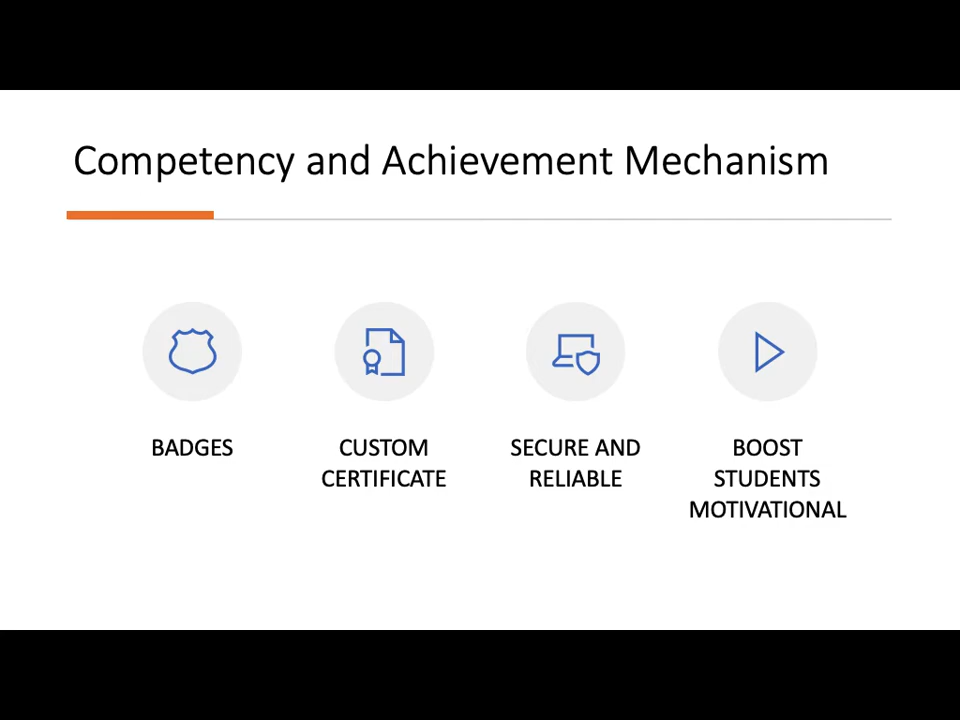 Competency and Achievement Mechanism
BADGES
CUSTOM
CERTIFICATE
SECURE AND
RELIABLE
BOOST
STUDENTS
MOTIVATIONAL